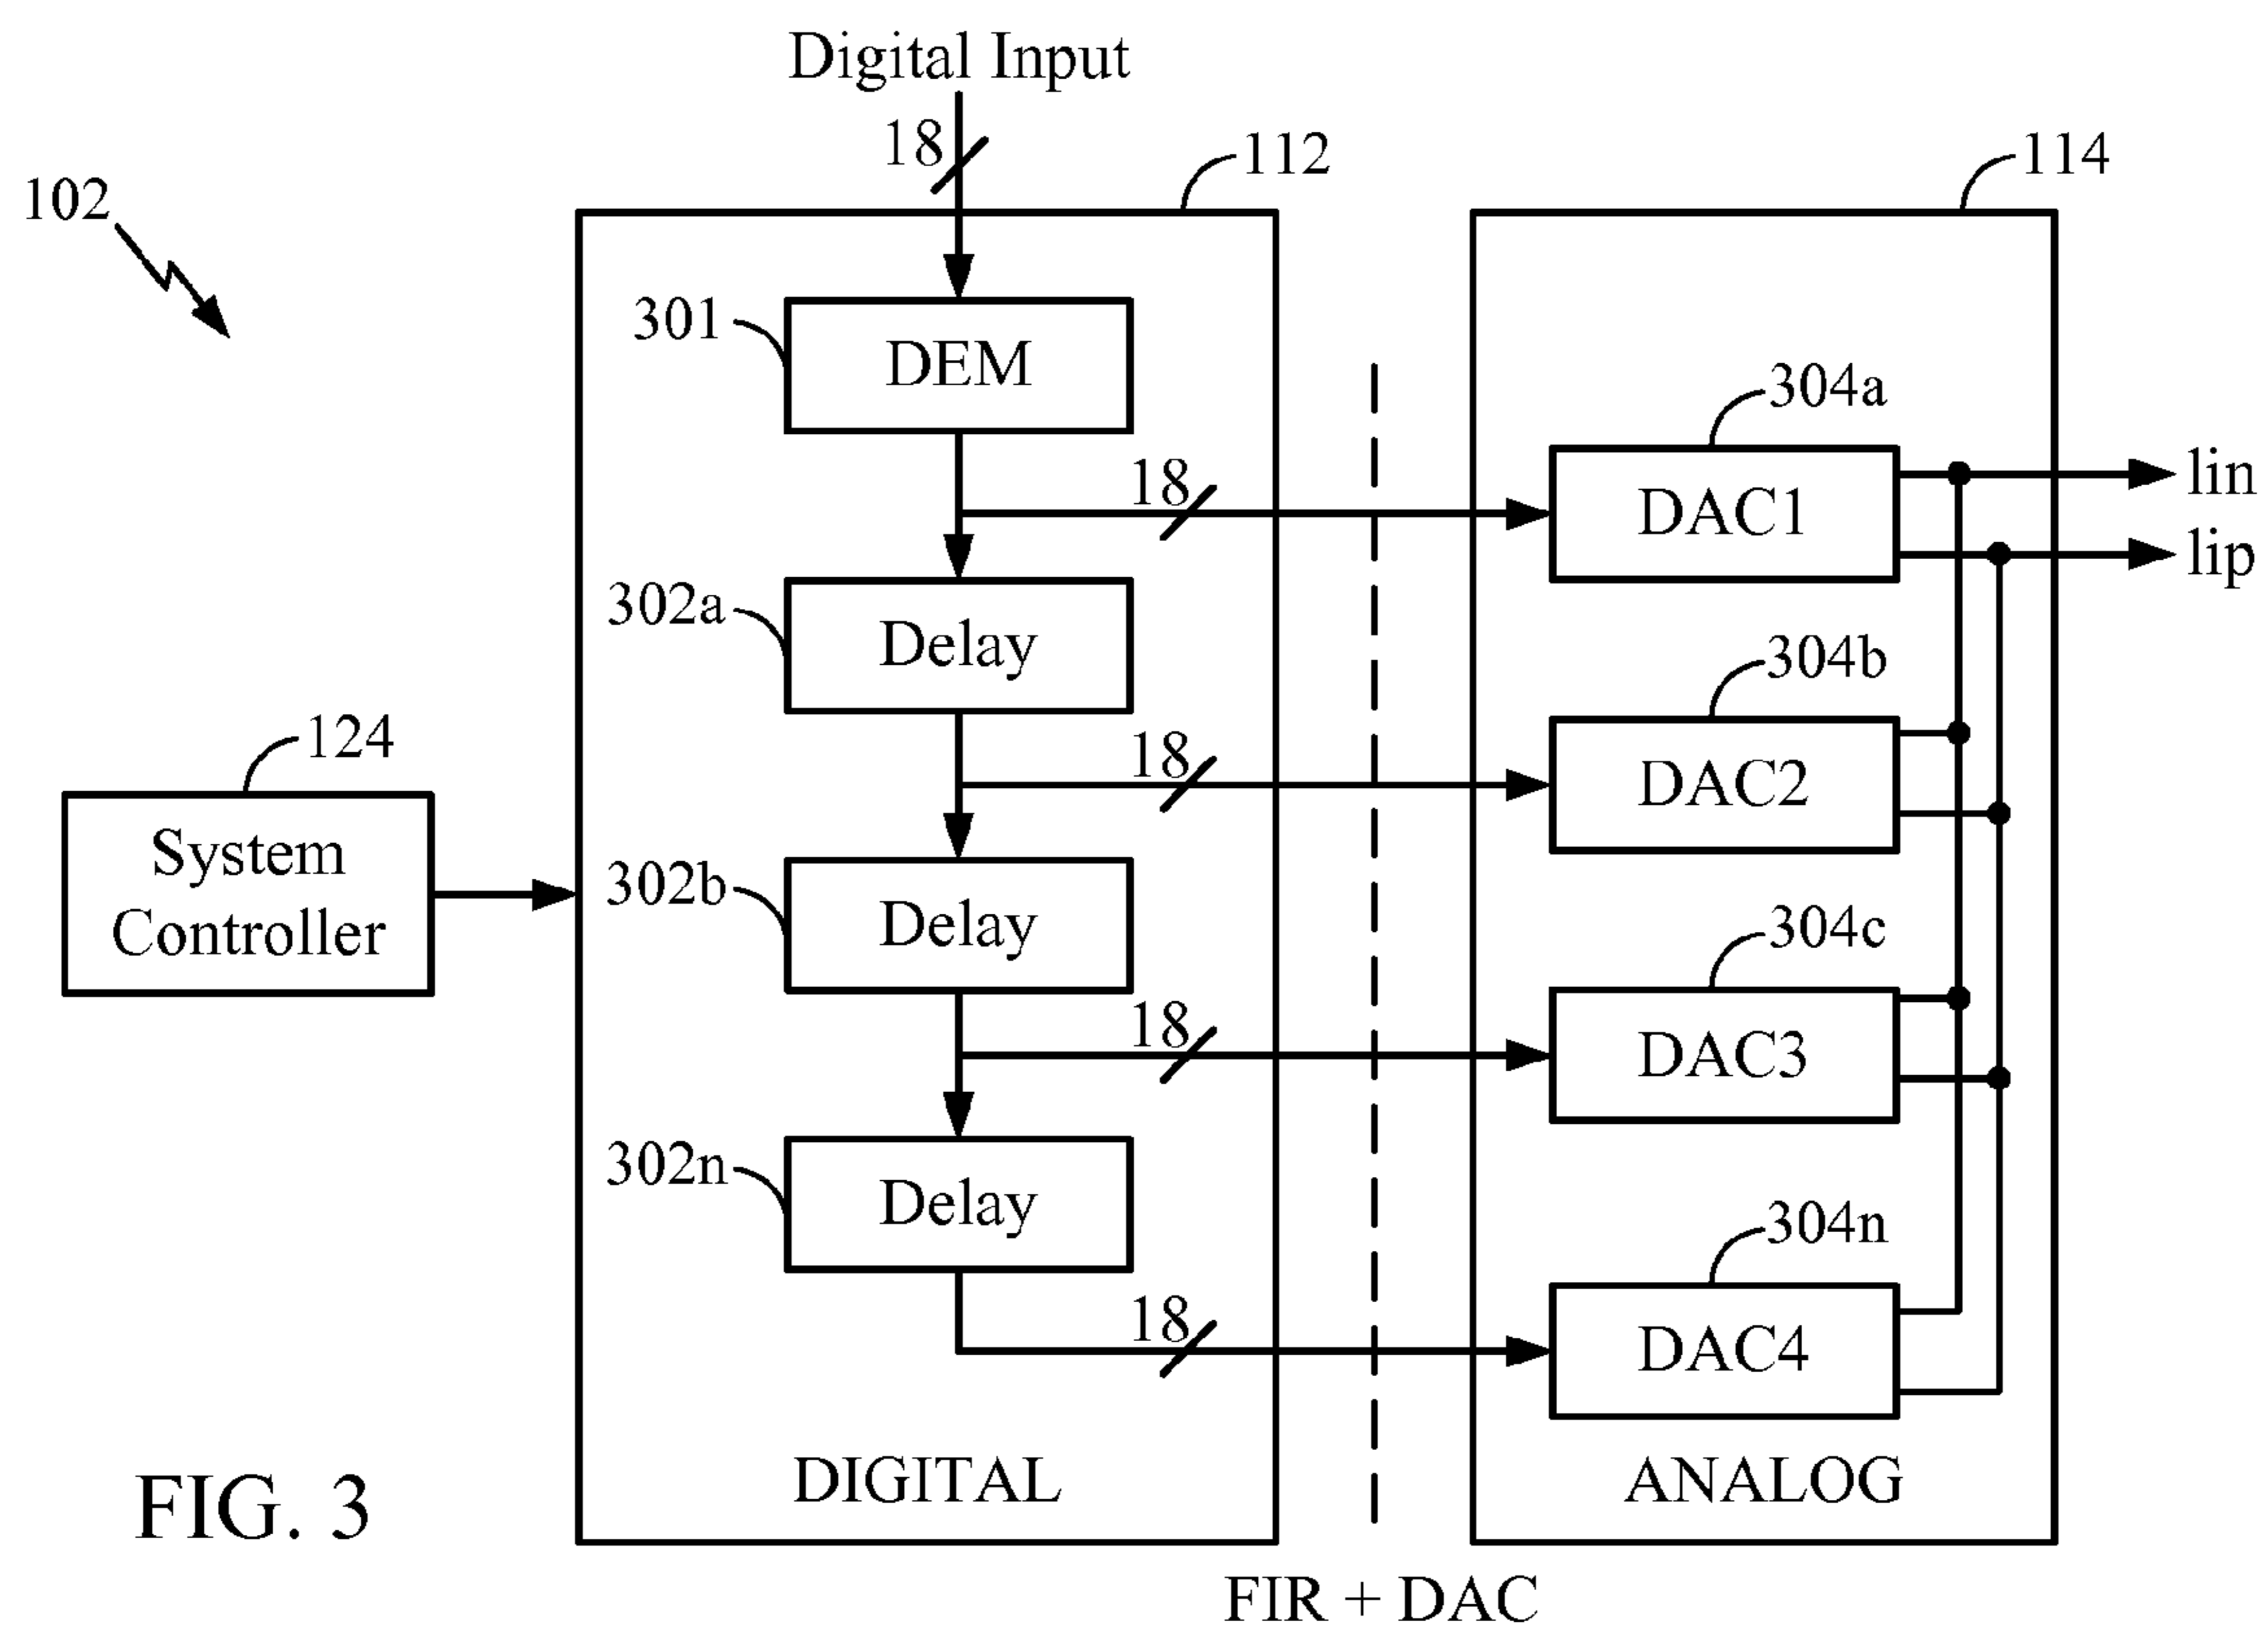 Digital Input
18
112
114
102
301
DEM
304a
18
DAC1
lin
lip
302a
Delay
304b
18
DAC2
124
System
Controller
302b
Delay
304c
18
DAC3
302n
Delay
304n
18
DAC4
DIGITAL
ANALOG
FIG. 3
FIR + DAC